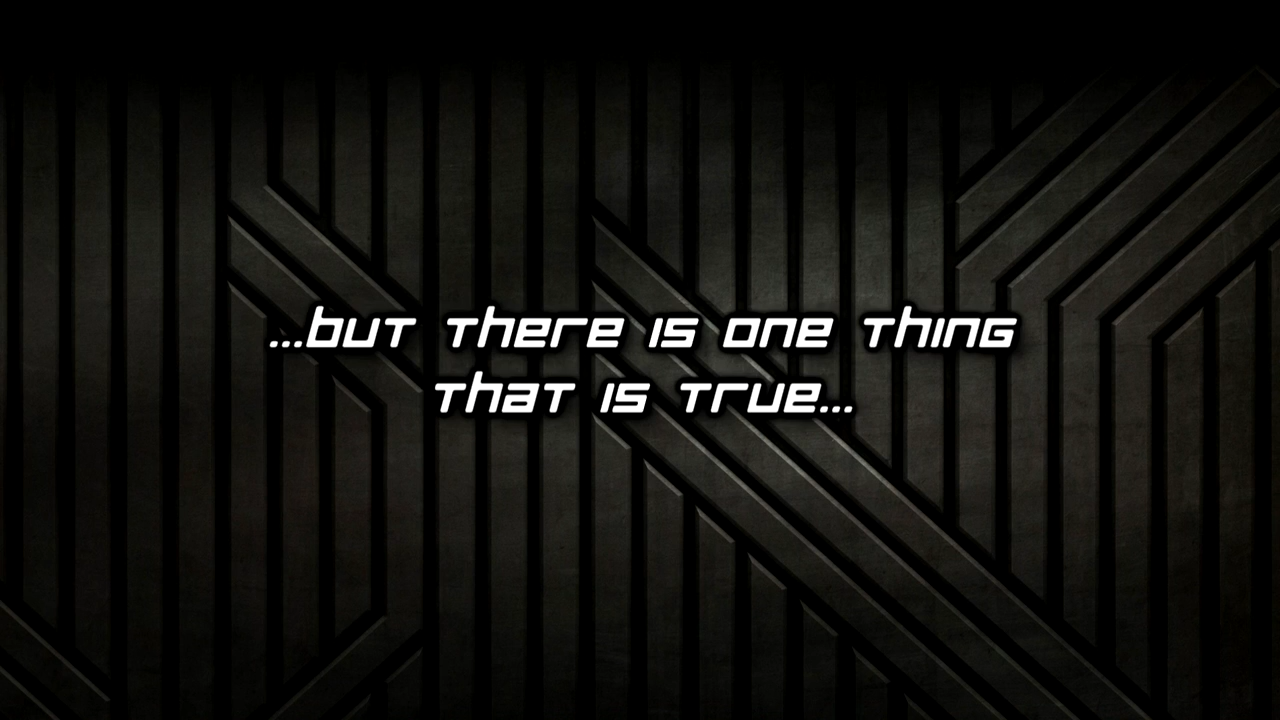 ...but there is one thing
that is true...